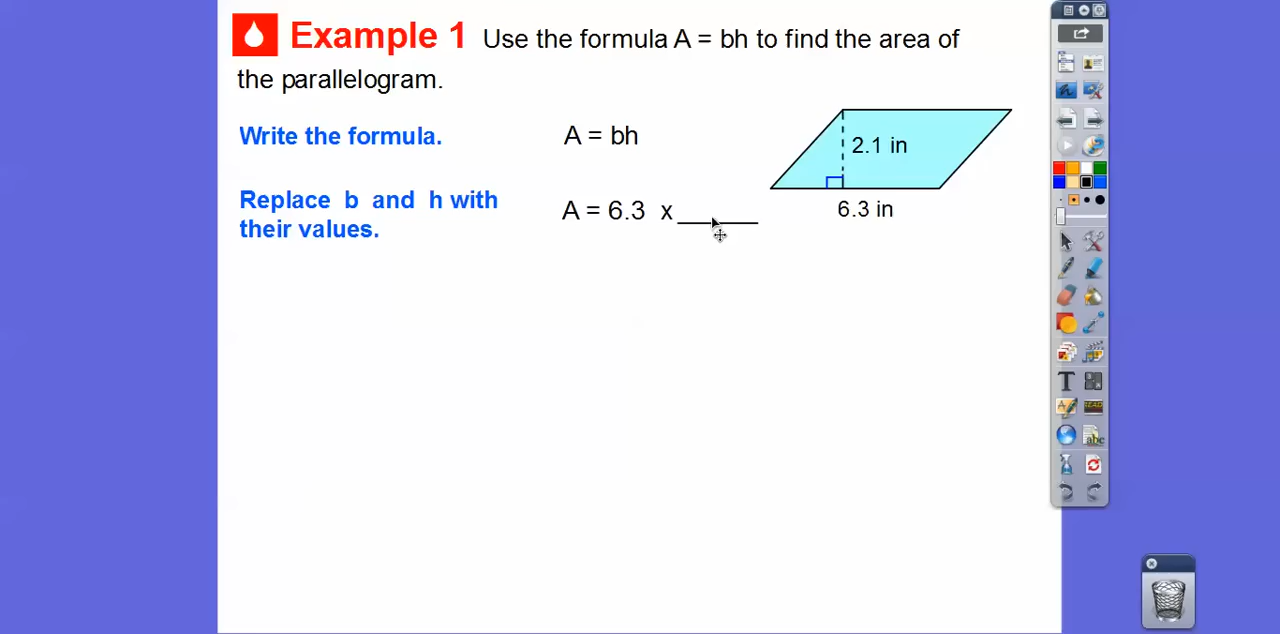 Example 1 Use the formula A = bh to find the area of
the parallelogram.
Write the formula. A = bh
2.1 in
Replace b and h with
their values.
A = 6.3 x ______
6.3 in